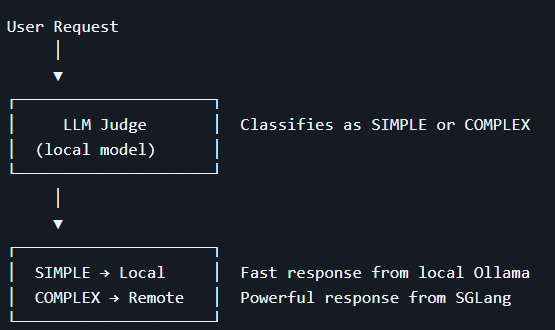 User Request
LLM Judge Classifies as SIMPLE or COMPLEX
(local model)
SIMPLE → Local Fast response from local Ollama
COMPLEX → Remote Powerful response from SGLang